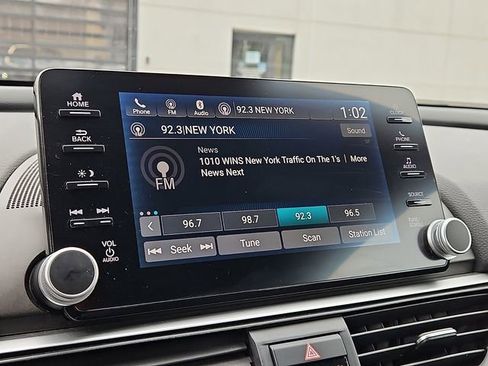 HOME
BACK
VOL
AUDIO
Phone
FM
Audio
92.3 NEW YORK
1:02
92.3|NEW YORK
Sound
News
1010 WINS New York Traffic On The 1's | More
News Next
FM
96.7
98.7
92.3
96.5
Seek
Tune
Scan
Station List
CLOCK
PHONE
AUDIO
SOURCE